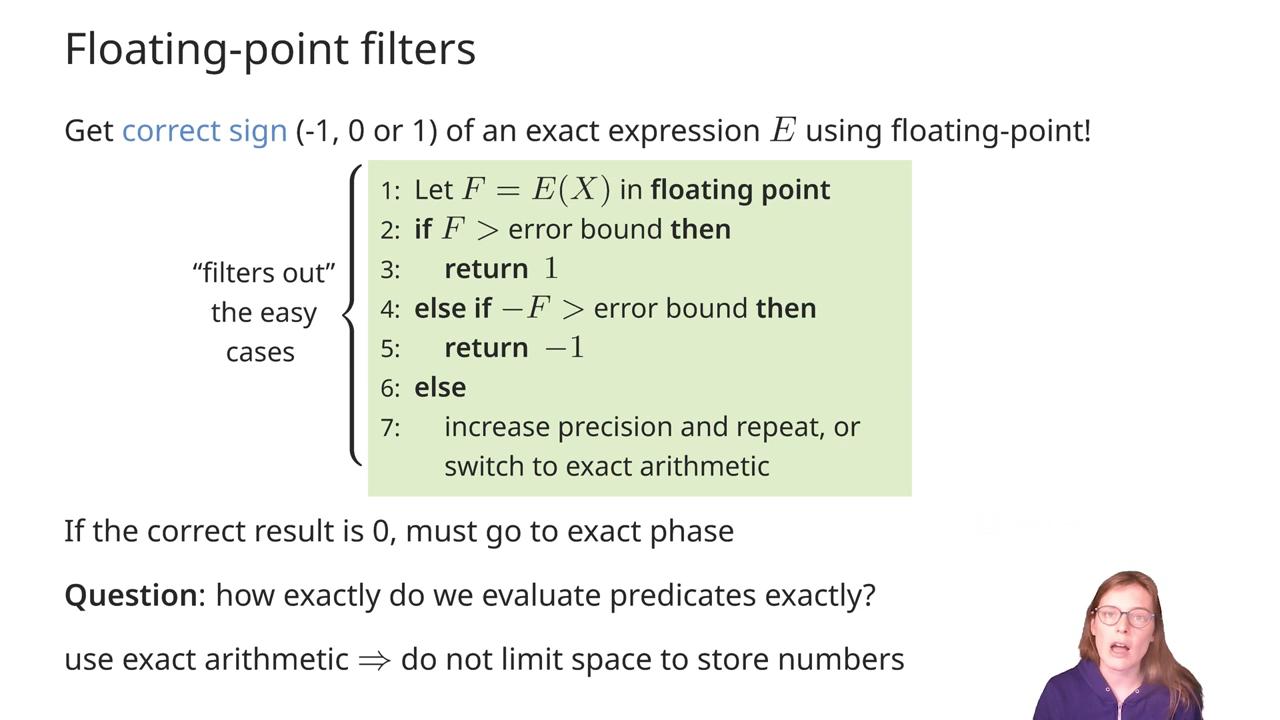 Floating-point filters
Get correct sign (-1, 0 or 1) of an exact expression E using floating-point!
“filters out”
the easy
cases
1: Let F = E(X) in floating point
2: if F > error bound then
3: return 1
4: else if −F > error bound then
5: return −1
6: else
7: increase precision and repeat, or
switch to exact arithmetic
If the correct result is 0, must go to exact phase
Question: how exactly do we evaluate predicates exactly?
use exact arithmetic ⇒ do not limit space to store numbers